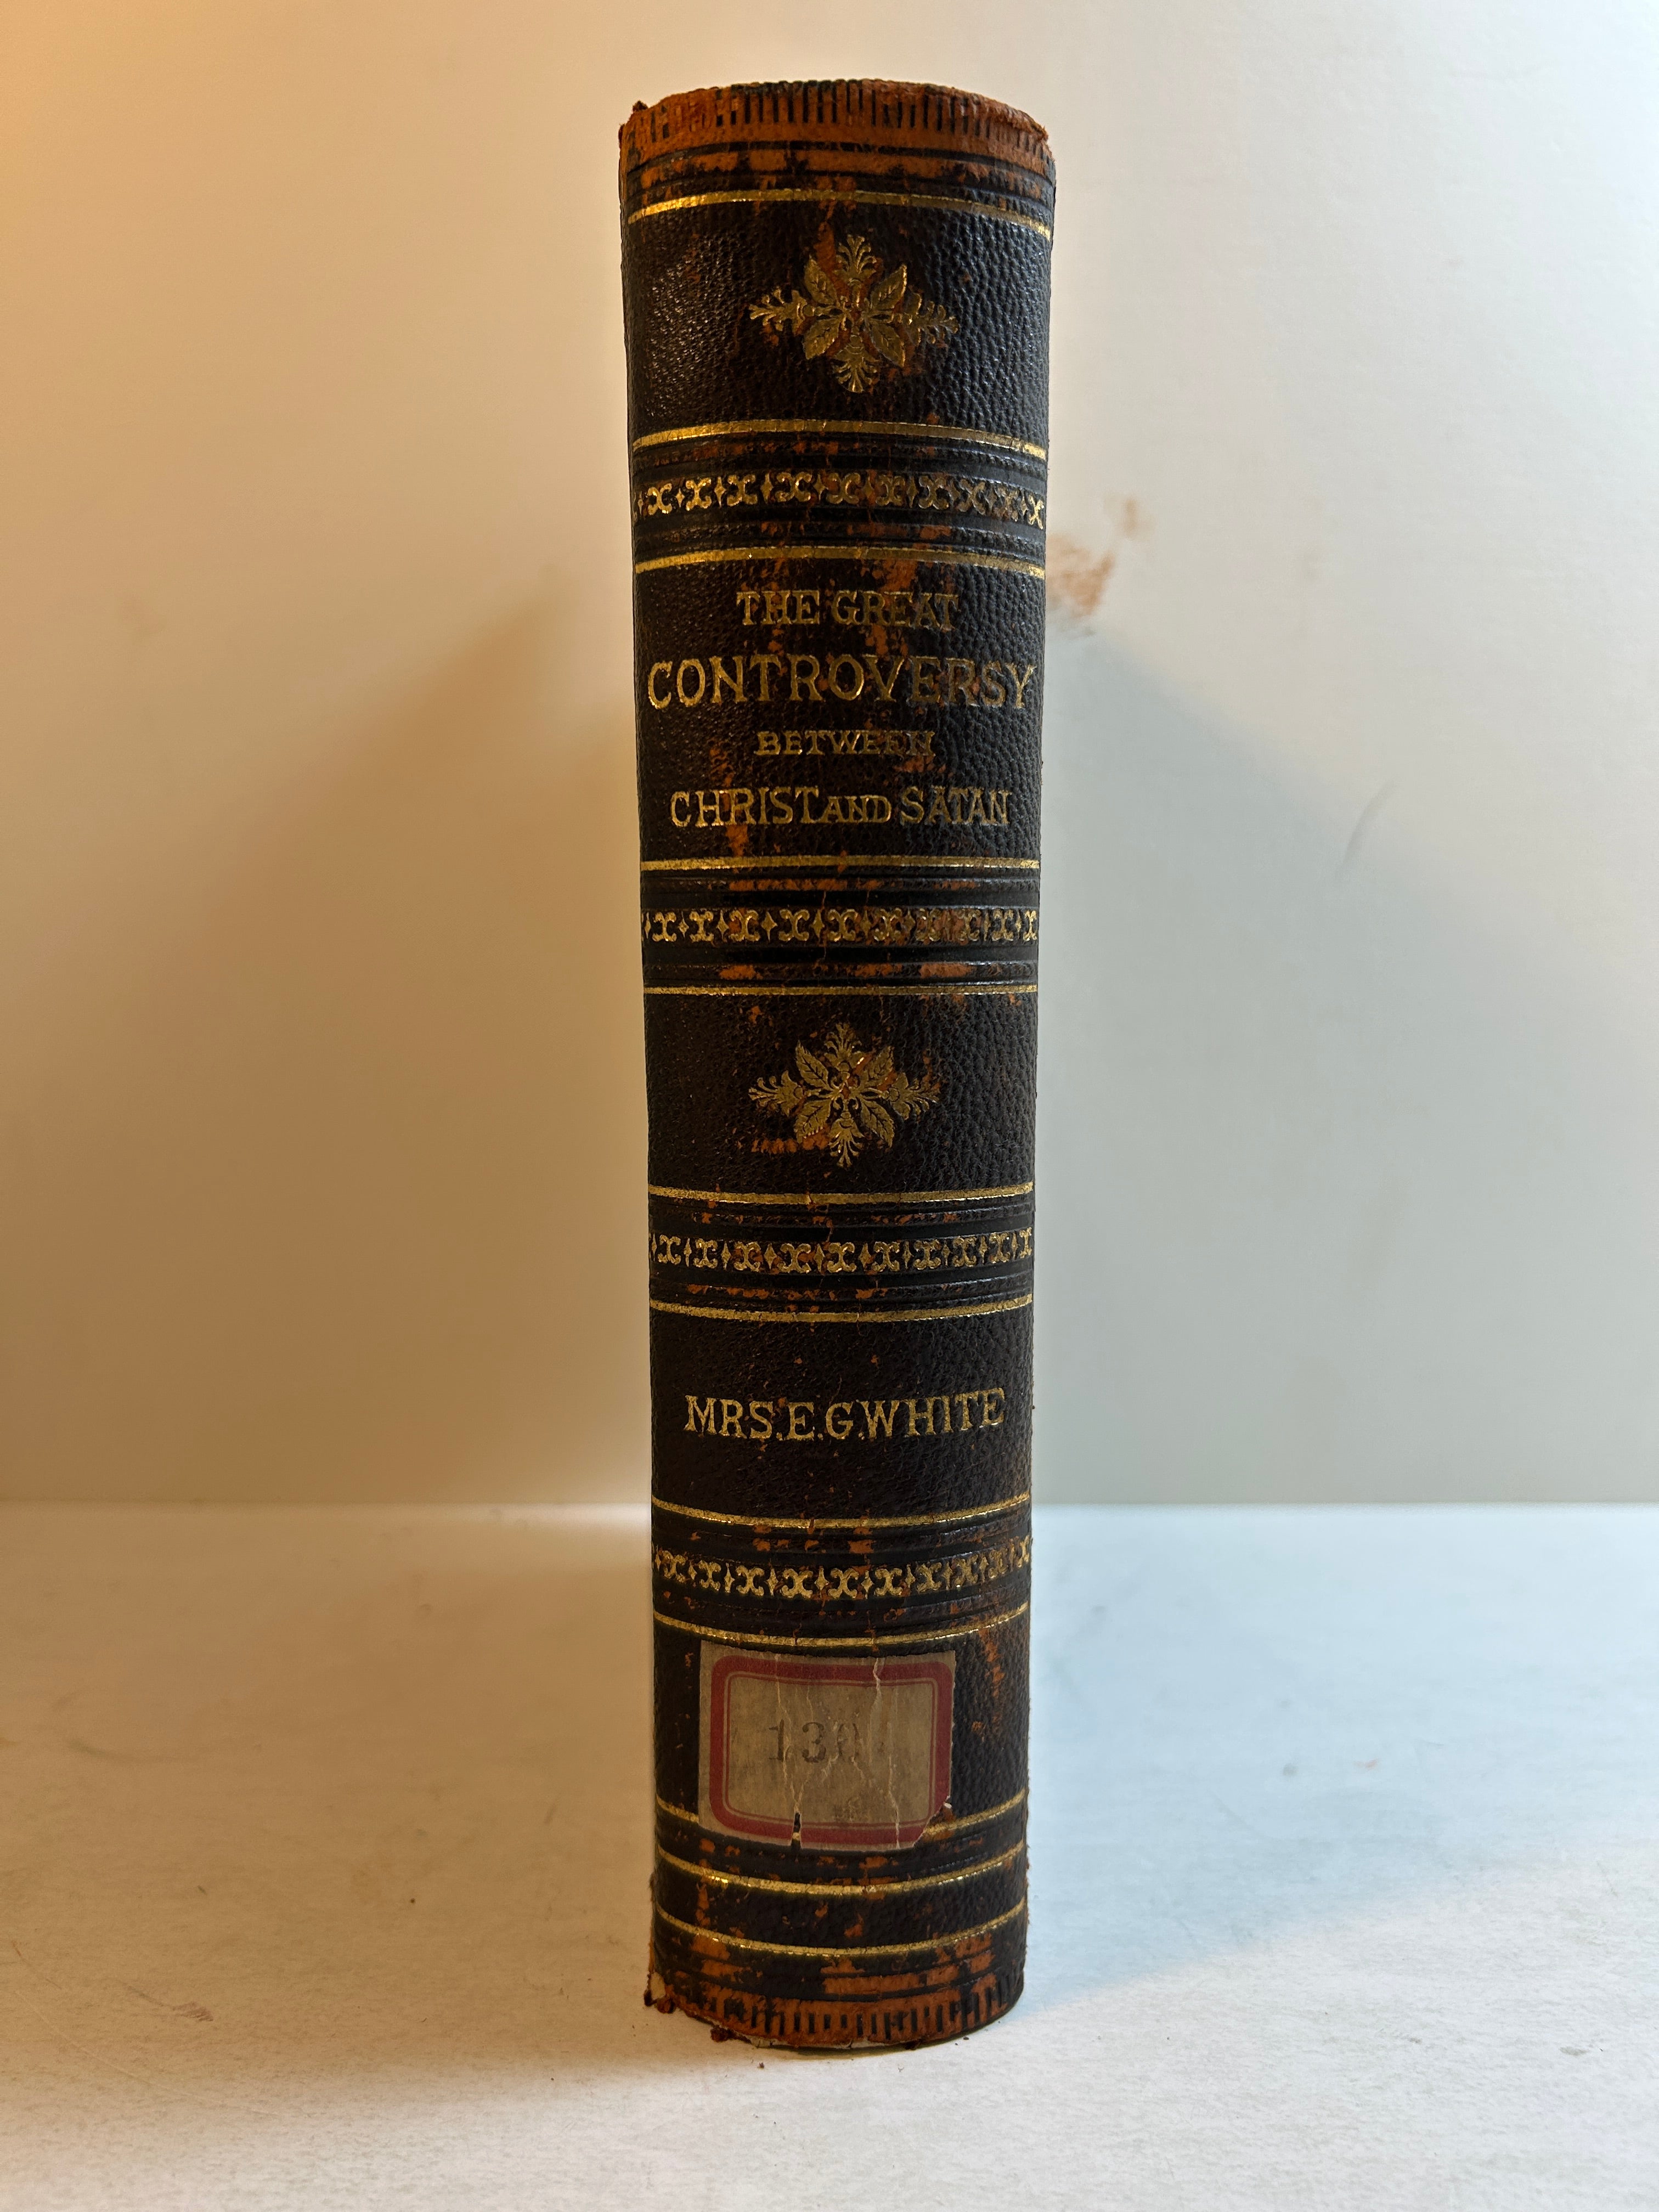 THE GREAT
CONTROVERSY
BETWEEN
CHRIST AND SATAN
MRS. E. G. WHITE